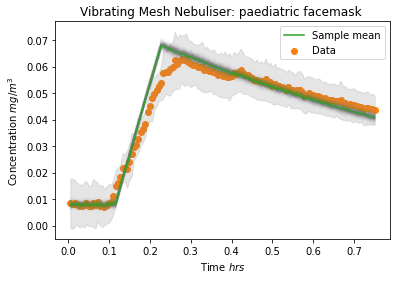 Vibrating Mesh Nebuliser: paediatric facemask
Sample mean
Data
Concentration mg/m³
0.07
0.06
0.05
0.04
0.03
0.02
0.01
0.00
0.0 0.1 0.2 0.3 0.4 0.5 0.6 0.7
Time hrs